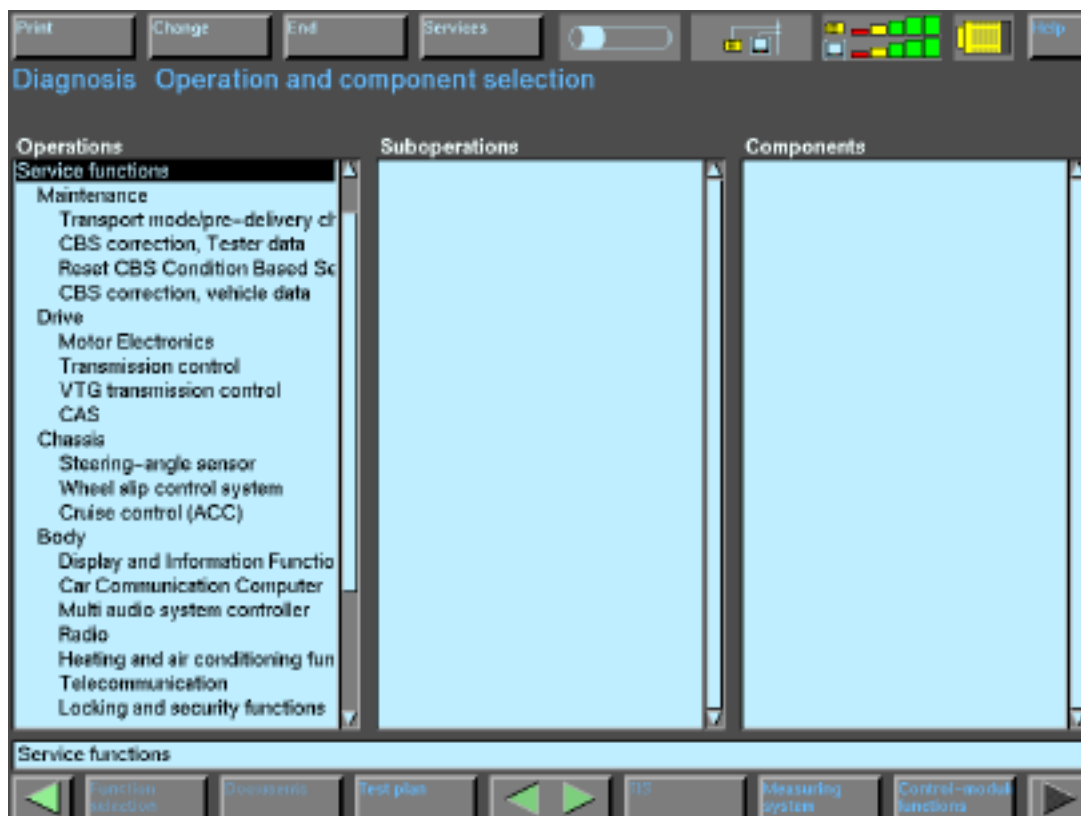 Print
Change
End
Services
Help
Diagnosis Operation and component selection
Operations
Suboperations
Components
Service functions
Maintenance
Transport mode/pre-delivery ch
CBS correction, Tester data
Reset CBS Condition Based Se
CBS correction, vehicle data
Drive
Motor Electronics
Transmission control
VTG transmission control
CAS
Chassis
Steering-angle sensor
Wheel slip control system
Cruise control (ACC)
Body
Display and Information Functio
Car Communication Computer
Multi audio system controller
Radio
Heating and air conditioning fun
Telecommunication
Locking and security functions
Service functions
Function
selection
Documents
Test plan
TIS
Measuring
system
Control-modul
functions